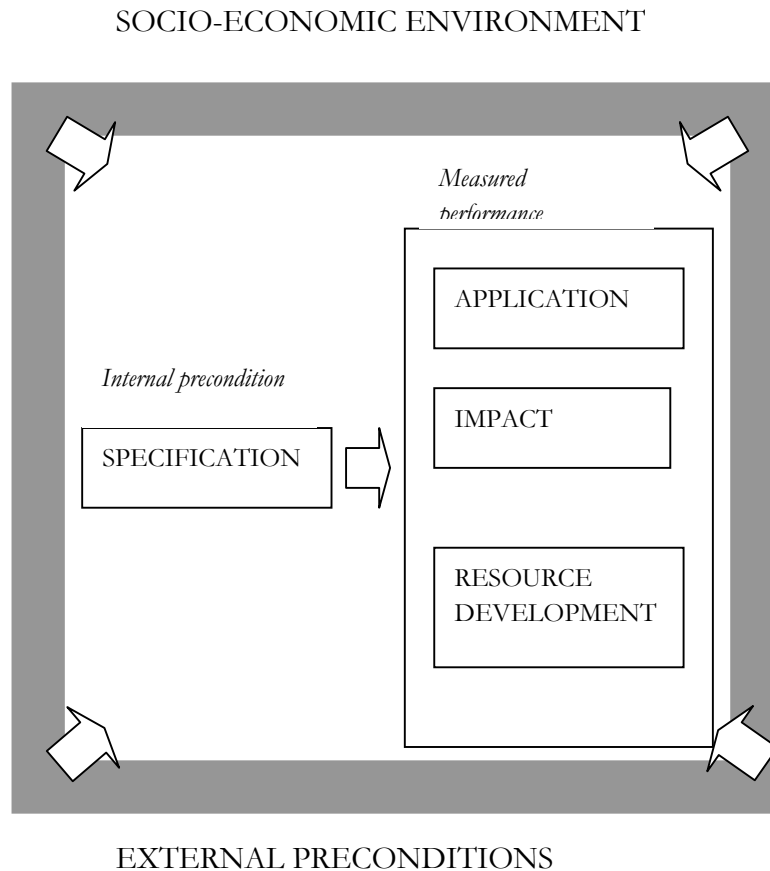 SOCIO-ECONOMIC ENVIRONMENT
Measured
performance
APPLICATION
Internal precondition
IMPACT
SPECIFICATION
RESOURCE
DEVELOPMENT
EXTERNAL PRECONDITIONS